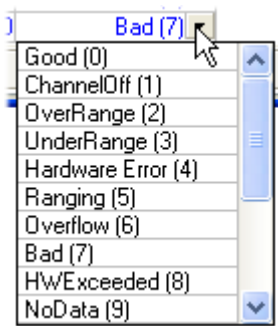 Bad (7)
Good (0)
ChannelOff (1)
OverRange (2)
UnderRange (3)
Hardware Error (4)
Ranging (5)
Overflow (6)
Bad (7)
HWExceeded (8)
NoData (9)